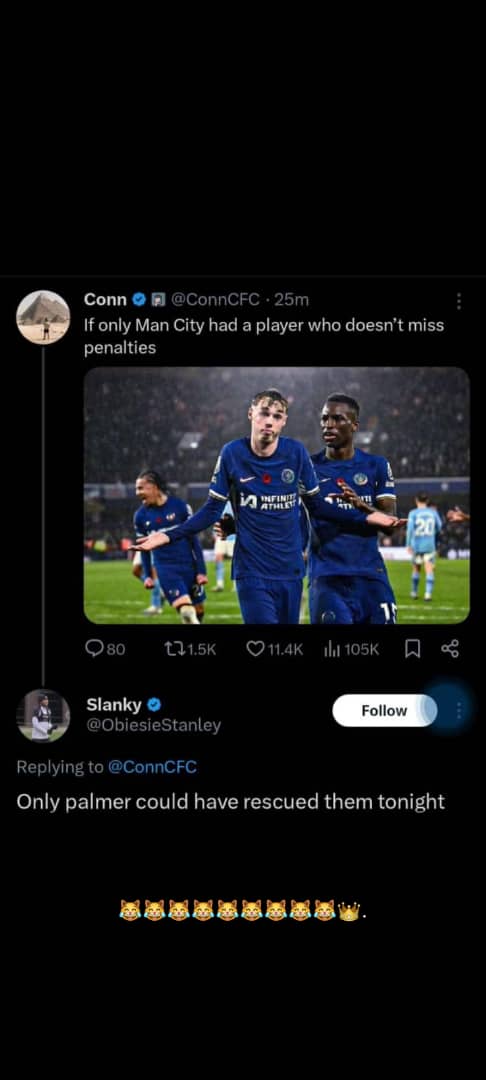 Conn @ConnCFC · 25m
If only Man City had a player who doesn’t miss
penalties
INFINITE
ATHLETE
20
80 1.5K 11.4K 105K
Slanky
@ObiesieStanley
Follow
Replying to @ConnCFC
Only palmer could have rescued them tonight
😹😹😹😹😹😹😹😹😹👑.